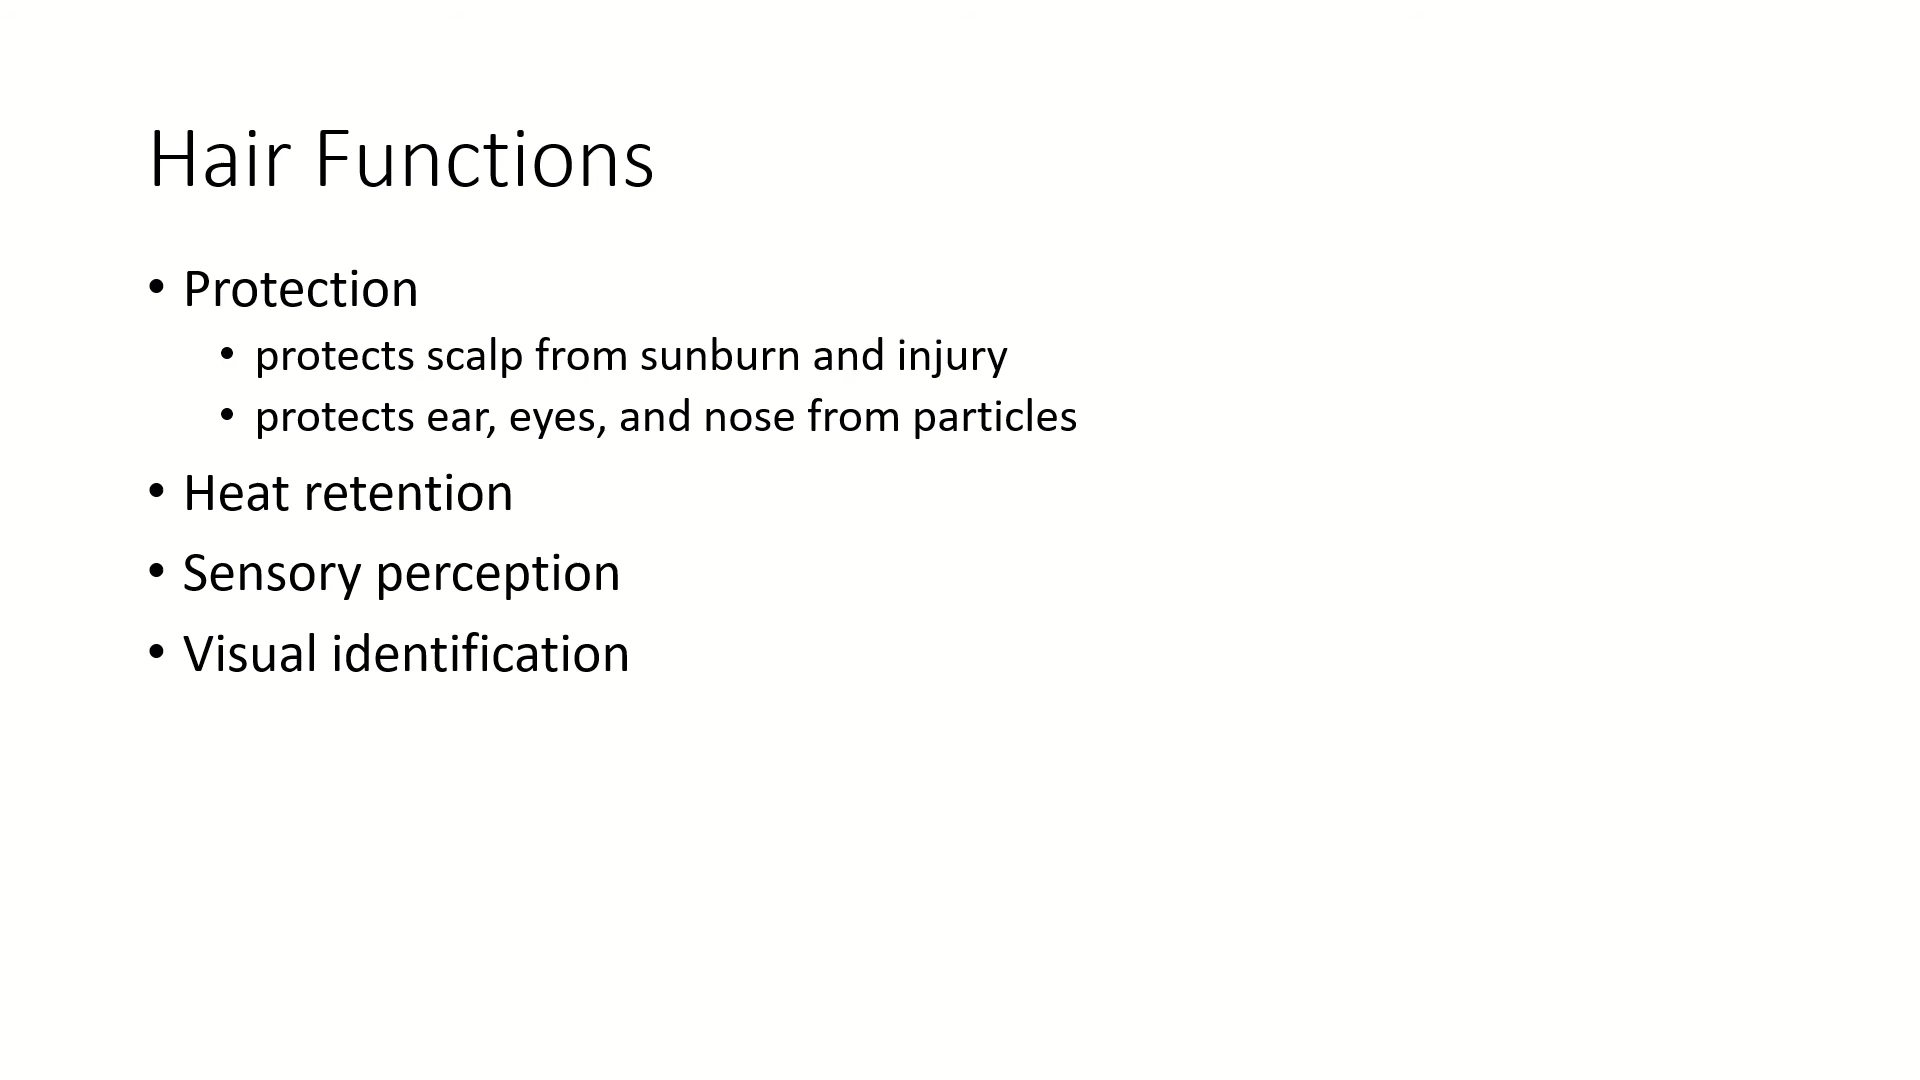 Hair Functions
• Protection
• protects scalp from sunburn and injury
• protects ear, eyes, and nose from particles
• Heat retention
• Sensory perception
• Visual identification